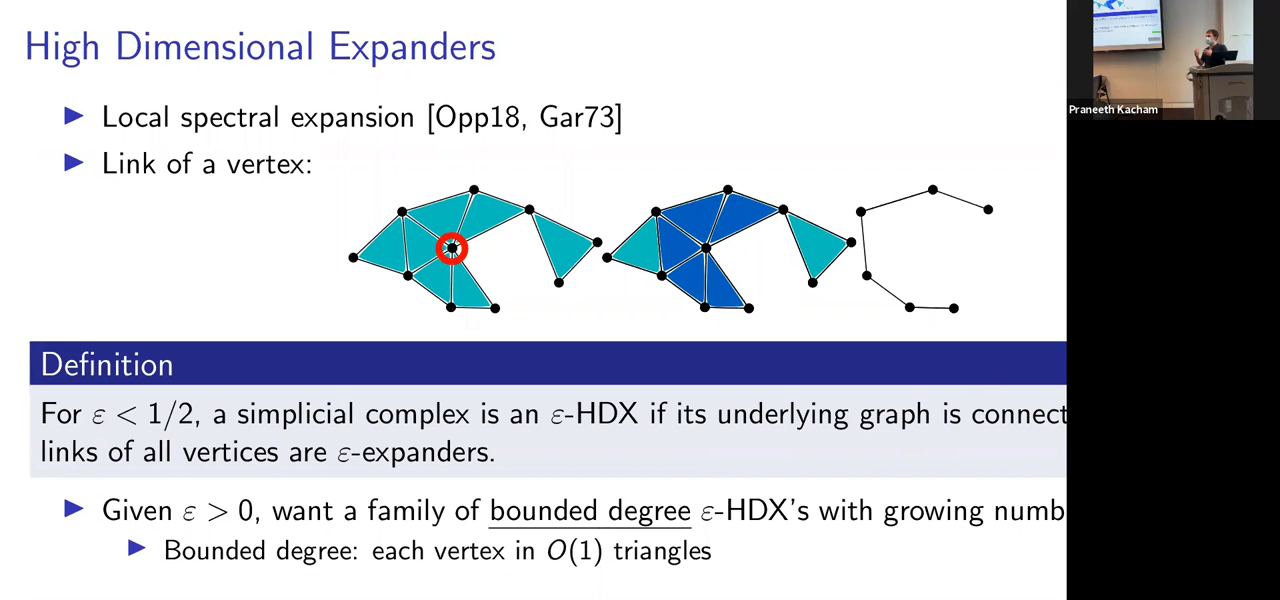 High Dimensional Expanders
▶ Local spectral expansion [Opp18, Gar73]
▶ Link of a vertex:
Definition
For ε < 1/2, a simplicial complex is an ε-HDX if its underlying graph is connect
links of all vertices are ε-expanders.
▶ Given ε > 0, want a family of bounded degree ε-HDX's with growing numb
▶ Bounded degree: each vertex in O(1) triangles
Praneeth Kacham